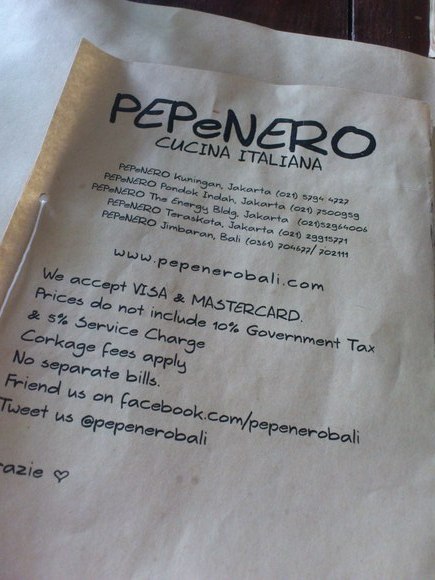 PEPeNERO
CUCINA ITALIANA
PEPeNERO Kuningan, Jakarta (021) 5794 4727
PEPeNERO Pondok Indah, Jakarta (021) 7500959
PEPeNERO The Energy Bldg, Jakarta (021)52964006
PEPeNERO Teraskota, Jakarta (021) 29915771
PEPeNERO Jimbaran, Bali (0361) 704677/ 702111
www.pepenerobali.com
We accept VISA & MASTERCARD.
Prices do not include 10% Government Tax
& 5% Service Charge
Corkage fees apply
No separate bills.
Friend us on facebook.com/pepenerobali
Tweet us @pepenerobali
razie ♡